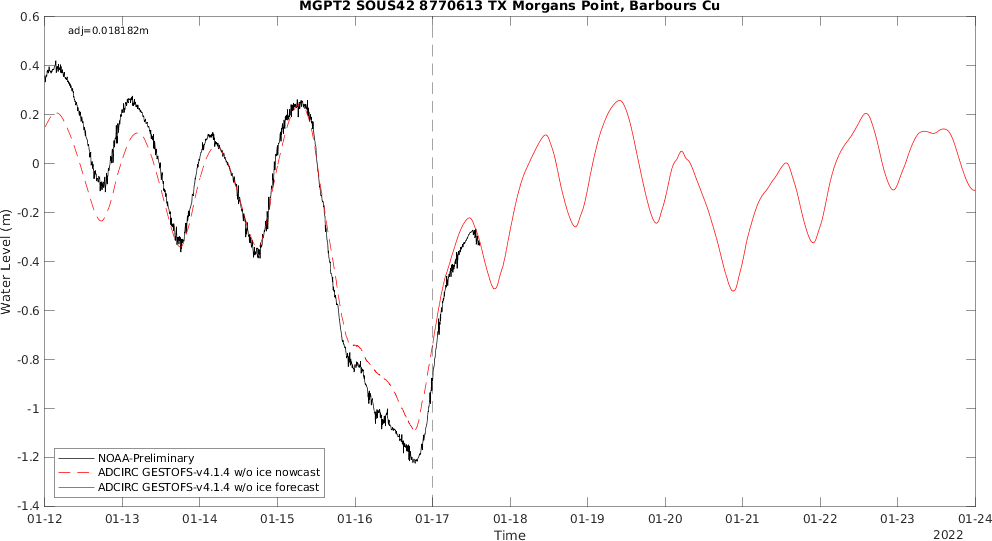 MGPT2 SOUS42 8770613 TX Morgans Point, Barbours Cu
adj=0.018182m
0.6
0.4
0.2
0
-0.2
-0.4
-0.6
-0.8
-1
-1.2
-1.4
Water Level (m)
NOAA-Preliminary
ADCIRC GESTOFS-v4.1.4 w/o ice nowcast
ADCIRC GESTOFS-v4.1.4 w/o ice forecast
01-12 01-13 01-14 01-15 01-16 01-17 01-18 01-19 01-20 01-21 01-22 01-23 01-24
Time
2022